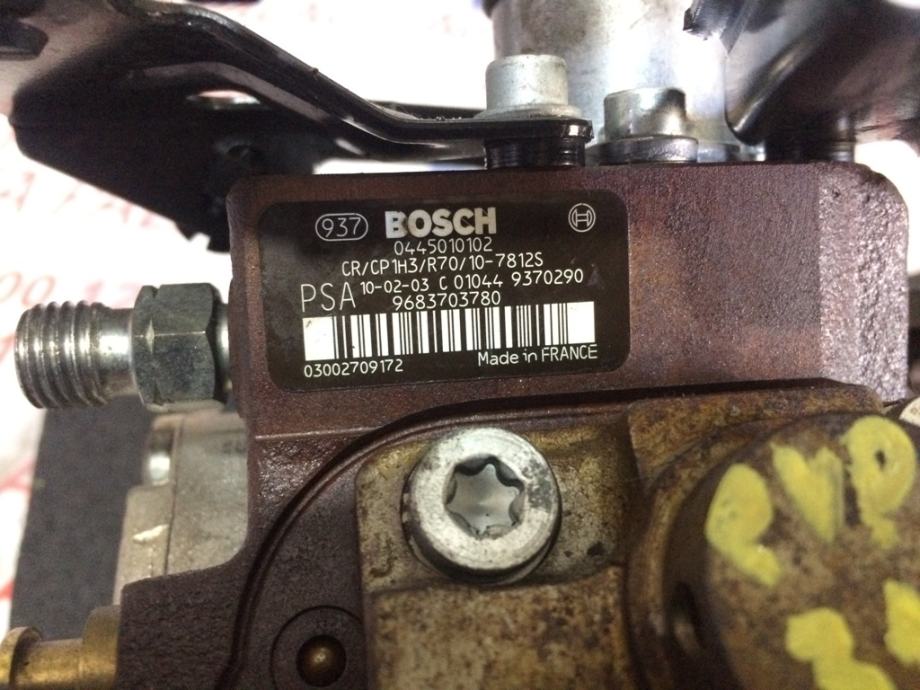 937 BOSCH
0445010102
CR/CP1H3/R70/10-7812S
PSA 10-02-03 C 01044 9370290
9683703780
03002709172 Made in FRANCE